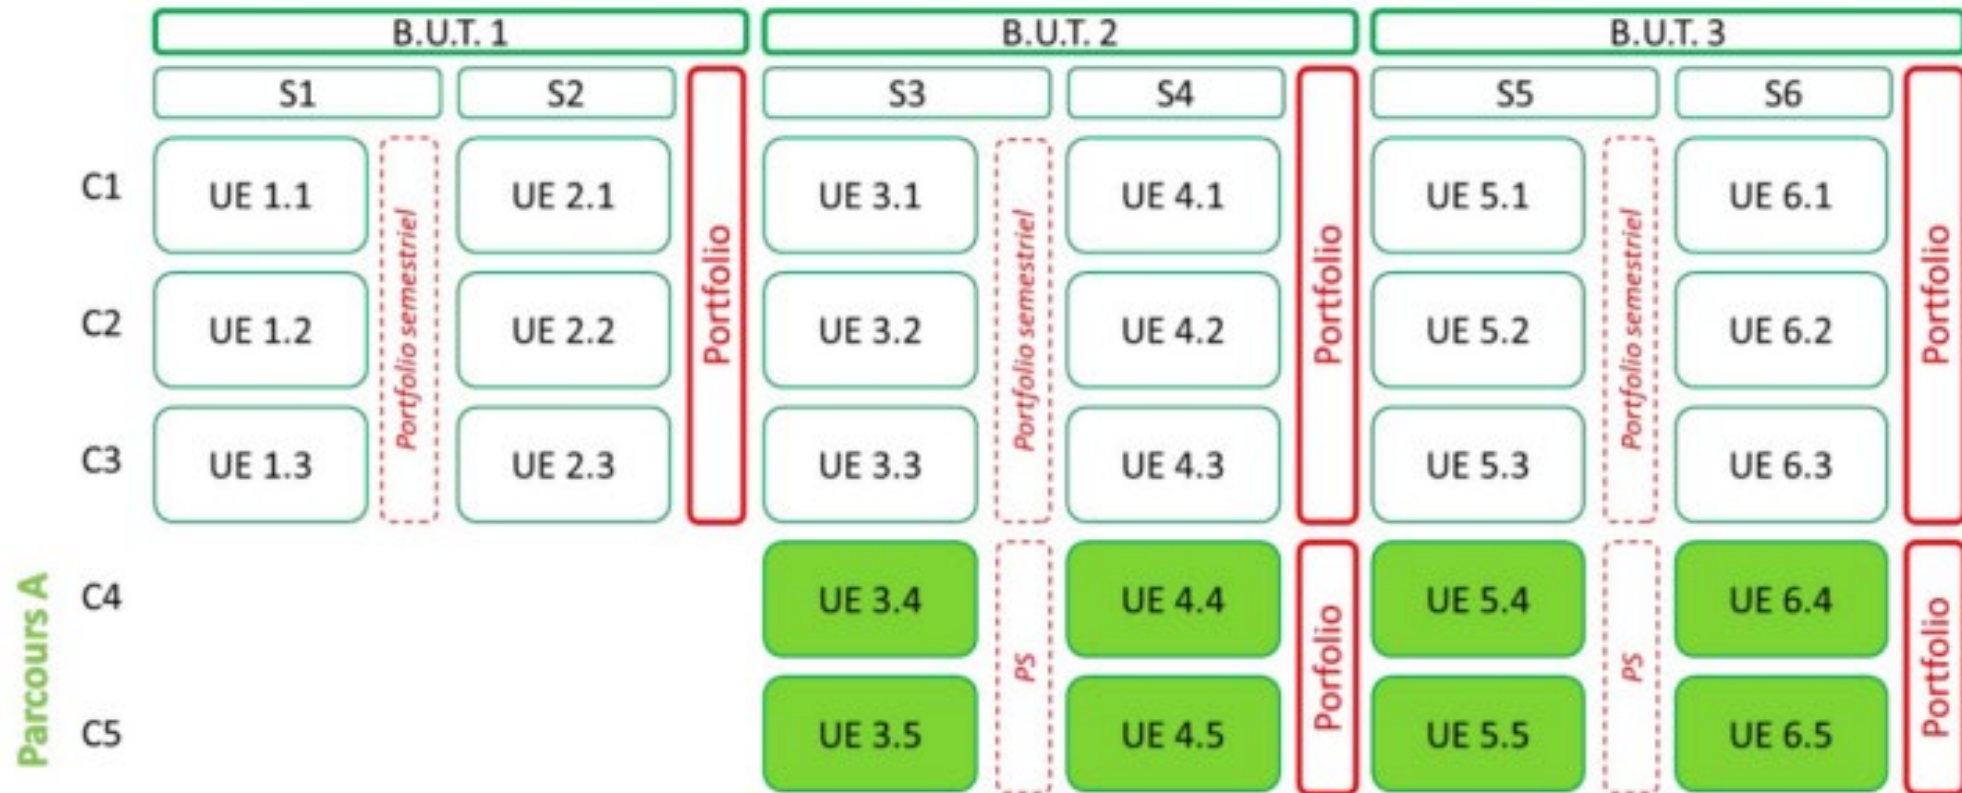 B.U.T. 1 B.U.T. 2 B.U.T. 3
S1 S2 S3 S4 S5 S6
C1 UE 1.1 UE 2.1 UE 3.1 UE 4.1 UE 5.1 UE 6.1
C2 UE 1.2 UE 2.2 UE 3.2 UE 4.2 UE 5.2 UE 6.2
C3 UE 1.3 UE 2.3 UE 3.3 UE 4.3 UE 5.3 UE 6.3
Portfolio semestriel
Portfolio
Portfolio semestriel
Portfolio
Portfolio semestriel
Portfolio
Parcours A
C4 UE 3.4 UE 4.4 UE 5.4 UE 6.4
C5 UE 3.5 UE 4.5 UE 5.5 UE 6.5
PS
Porfolio
PS
Portfolio